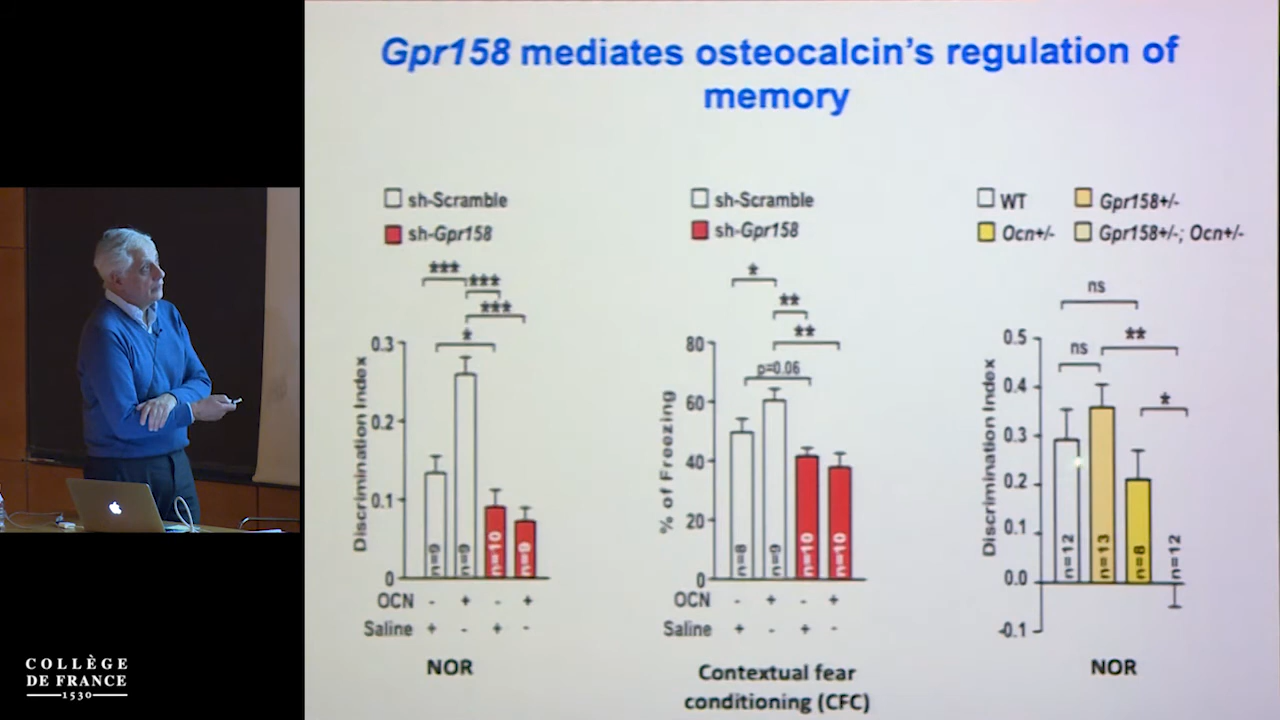 Gpr158 mediates osteocalcin's regulation of
memory
sh-Scramble
sh-Gpr158
***
***
***
*
0.3
0.2
0.1
0
Discrimination Index
n=9
n=9
n=10
n=9
OCN - + - +
Saline + - + -
NOR
sh-Scramble
sh-Gpr158
*
**
**
p=0.06
80
60
40
20
0
% of Freezing
n=8
n=9
n=10
n=10
OCN - + - +
Saline + - + -
Contextual fear
conditioning (CFC)
WT Gpr158+/-
Ocn+/- Gpr158+/-; Ocn+/-
ns
ns
**
*
0.5
0.4
0.3
0.2
0.1
0.0
-0.1
Discrimination Index
n=12
n=13
n=8
n=12
NOR
COLLÈGE
DE FRANCE
1530